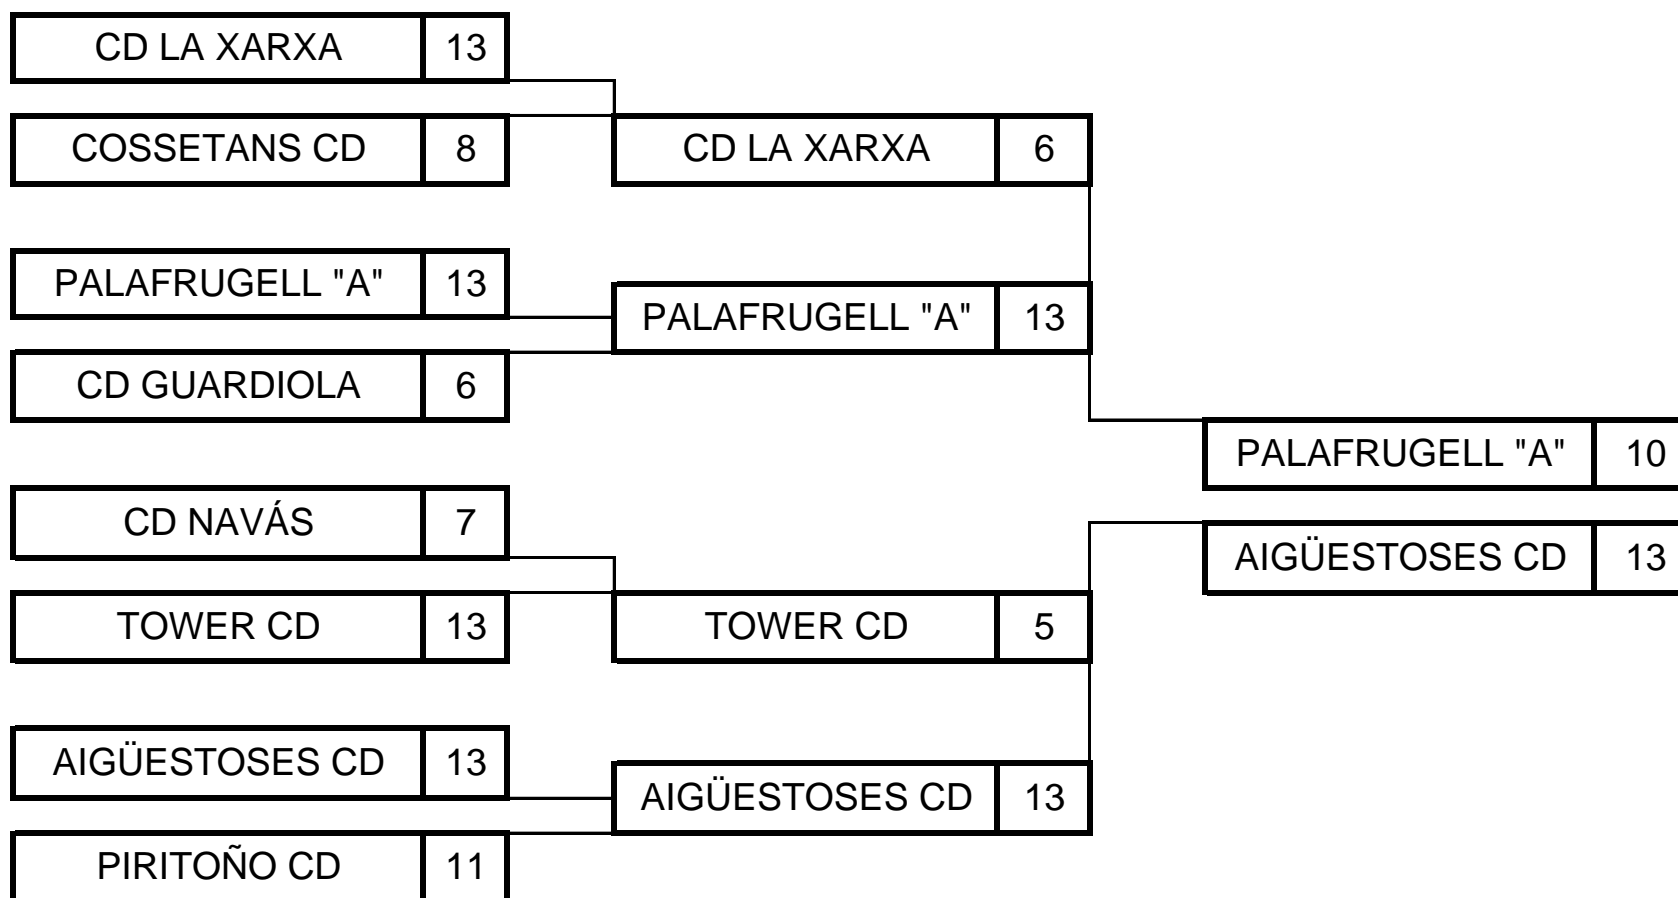 CD LA XARXA 13
COSSETANS CD 8
CD LA XARXA 6
PALAFRUGELL "A" 13
PALAFRUGELL "A" 13
CD GUARDIOLA 6
PALAFRUGELL "A" 10
CD NAVÁS 7
AIGÜESTOSES CD 13
TOWER CD 13
TOWER CD 5
AIGÜESTOSES CD 13
AIGÜESTOSES CD 13
PIRITOÑO CD 11